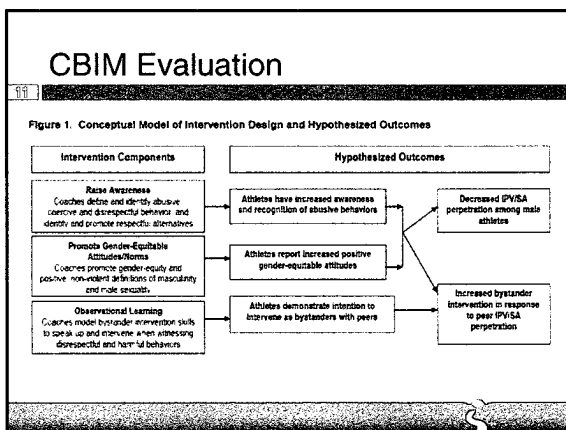 CBIM Evaluation
11
Figure 1. Conceptual Model of Intervention Design and Hypothesized Outcomes
Intervention Components
Hypothesized Outcomes
Raise Awareness
Coaches define and identify abusive
coercive and disrespectful behavior and
identify and promote respectful alternatives
Athletes have increased awareness
and recognition of abusive behaviors
Decreased IPV/SA
perpetration among male
athletes
Promote Gender-Equitable
Attitudes/Norms
Coaches promote gender-equity and
positive non-violent definitions of masculinity
and male sexuality
Athletes report increased positive
gender-equitable attitudes
Observational Learning
Coaches model bystander intervention skills
to speak up and intervene when witnessing
disrespectful and harmful behaviors
Athletes demonstrate intention to
intervene as bystanders with peers
Increased bystander
intervention in response
to peer IPV/SA
perpetration